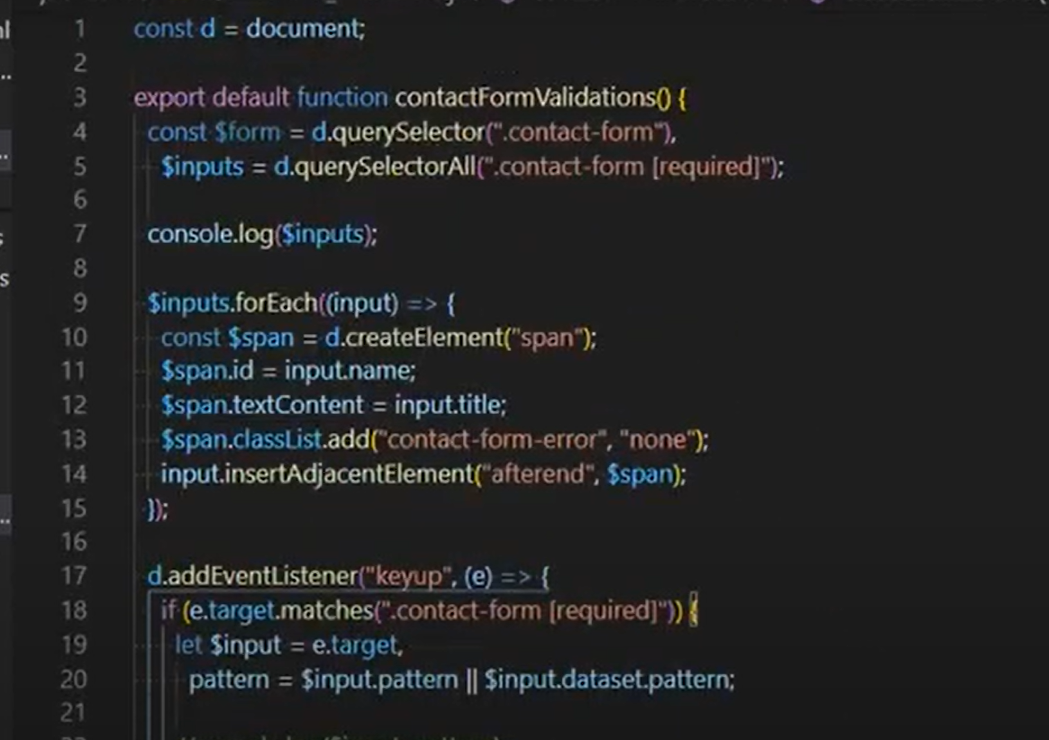 1 const d = document;
2
3 export default function contactFormValidations() {
4 const $form = d.querySelector(".contact-form"),
5 $inputs = d.querySelectorAll(".contact-form [required]");
6
7 console.log($inputs);
8
9 $inputs.forEach((input) => {
10 const $span = d.createElement("span");
11 $span.id = input.name;
12 $span.textContent = input.title;
13 $span.classList.add("contact-form-error", "none");
14 input.insertAdjacentElement("afterend", $span);
15 });
16
17 d.addEventListener("keyup", (e) => {
18 if (e.target.matches(".contact-form [required]")) {
19 let $input = e.target,
20 pattern = $input.pattern || $input.dataset.pattern;
21